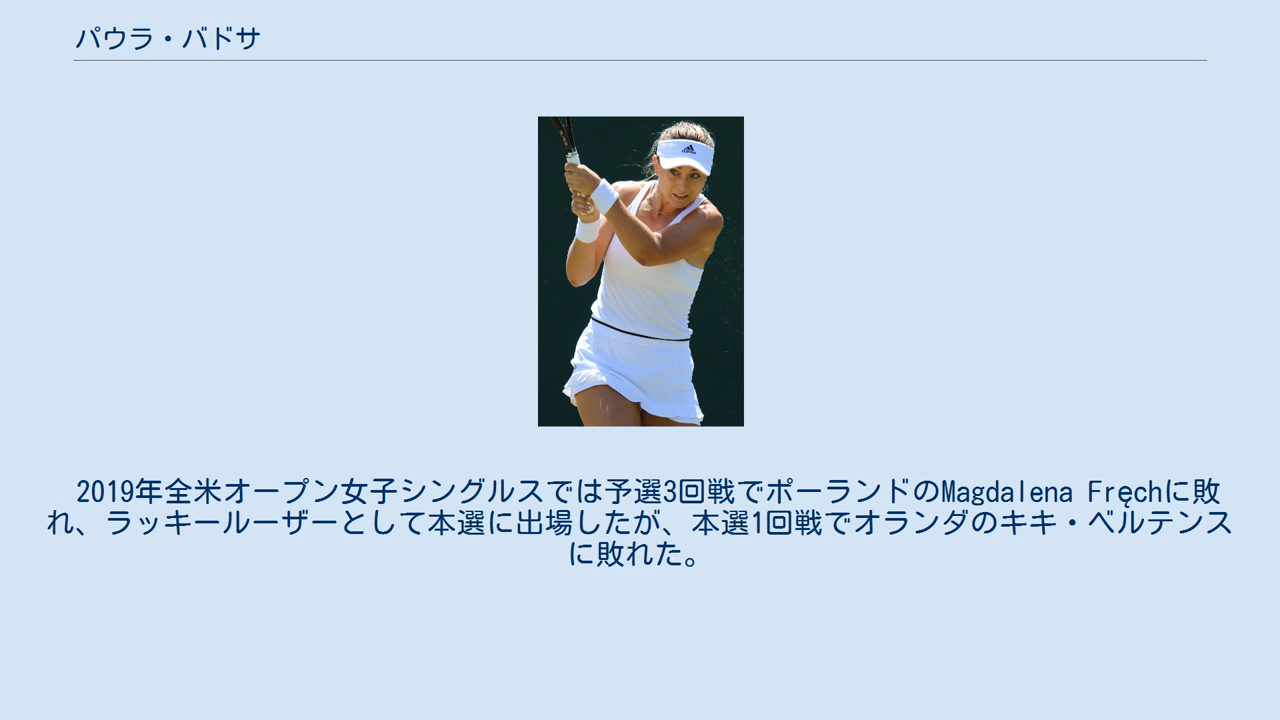 パウラ・バドサ
2019年全米オープン女子シングルスでは予選3回戦でポーランドのMagdalena Fręchに敗
れ、ラッキールーザーとして本選に出場したが、本選1回戦でオランダのキキ・ベルテンス
に敗れた。